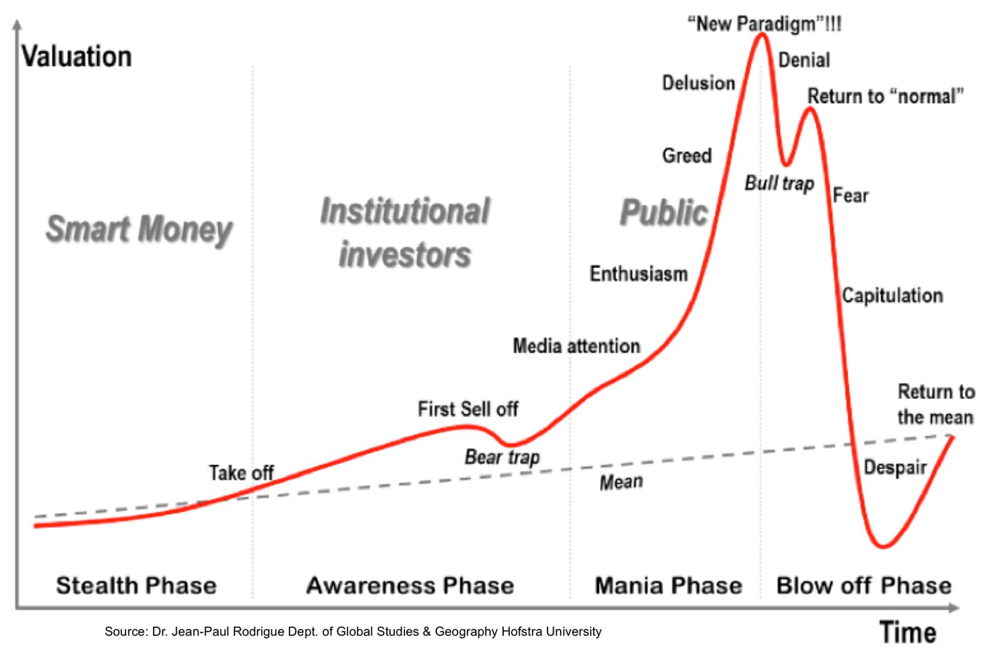 “New Paradigm”!!!
Valuation
Denial
Delusion
Return to “normal”
Greed
Bull trap
Fear
Smart Money
Institutional
investors
Public
Enthusiasm
Capitulation
Media attention
First Sell off
Return to
the mean
Bear trap
Take off
Despair
Mean
Stealth Phase
Awareness Phase
Mania Phase
Blow off Phase
Source: Dr. Jean-Paul Rodrigue Dept. of Global Studies & Geography Hofstra University
Time